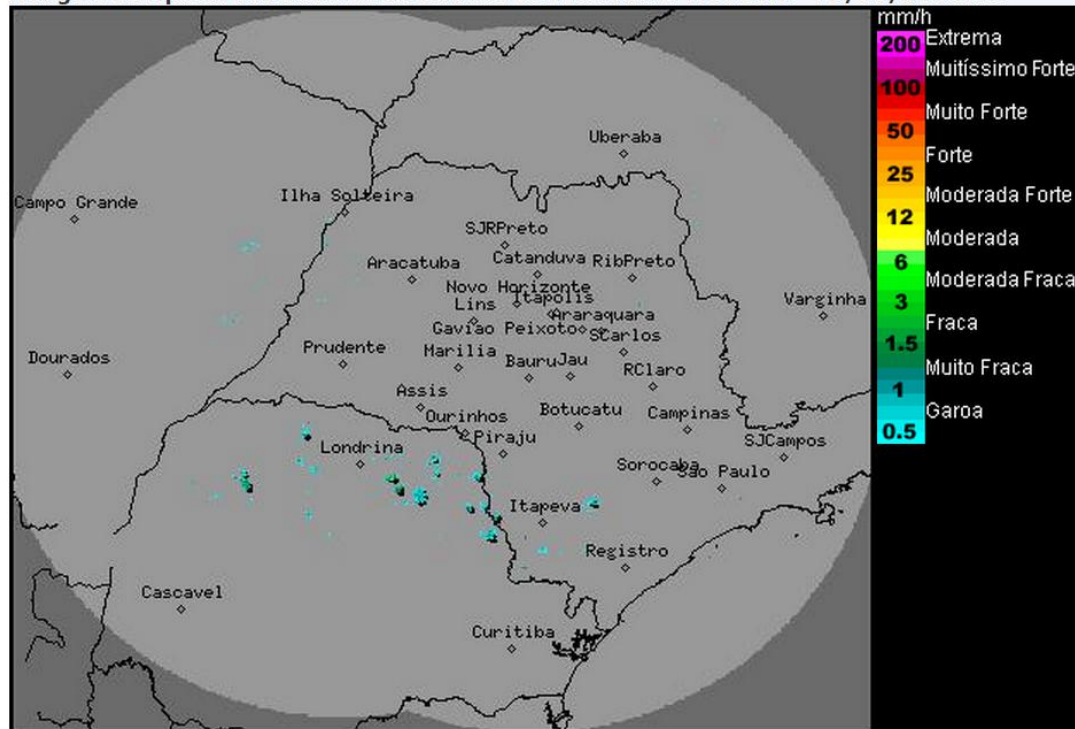 mm/h
200 Extrema
Muitíssimo Forte
100
Muito Forte
50
Forte
25
Moderada Forte
12
Moderada
6
Moderada Fraca
3
Fraca
1.5
Muito Fraca
1
Garoa
0.5
Uberaba
Campo Grande
Ilha Solteira
SJRPreto
Aracatuba
Catanduva
RibPreto
Novo Horizonte
Lins
Itapolis
Varginha
Araraquara
Gaviao Peixoto
SCarlos
Dourados
Prudente
Marilia
Bauru
Jau
RClaro
Assis
Ourinhos
Botucatu
Campinas
Piraju
SJCampos
Londrina
Sorocaba
Sao Paulo
Itapeva
Registro
Cascavel
Curitiba